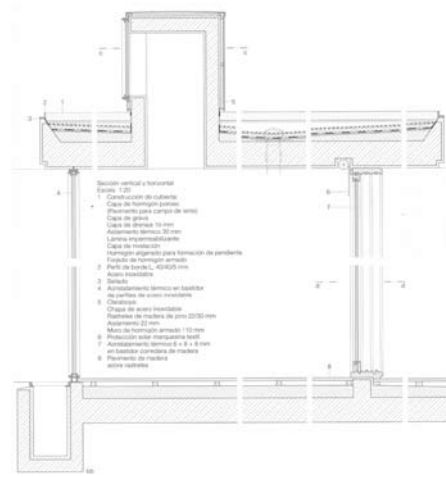 Sección vertical y horizontal
Escala 1:20
1 Construcción de cubierta
Capa de hormigón poroso
(Pavimento para campo de tenis)
Capa de grava
Capa de drenaje 10 mm
Aislamiento térmico 30 mm
Lámina impermeabilizante
Capa de nivelación
Hormigón aligerado para formación de pendiente
Forjado de hormigón armado
2 Perfil de borde L, 40/40/5 mm
Acero inoxidable
3 Sellado
4 Acristalamiento térmico en bastidor
de perfiles de acero inoxidable
5 Claraboya:
Chapa de acero inoxidable
Rastreles de madera de pino 22/30 mm
Aislamiento 22 mm
Muro de hormigón armado 110 mm
6 Protección solar marquesina textil
7 Acristalamiento térmico 8 + 8 + 8 mm
en bastidor corredera de madera
8 Pavimento de madera
sobre rastreles